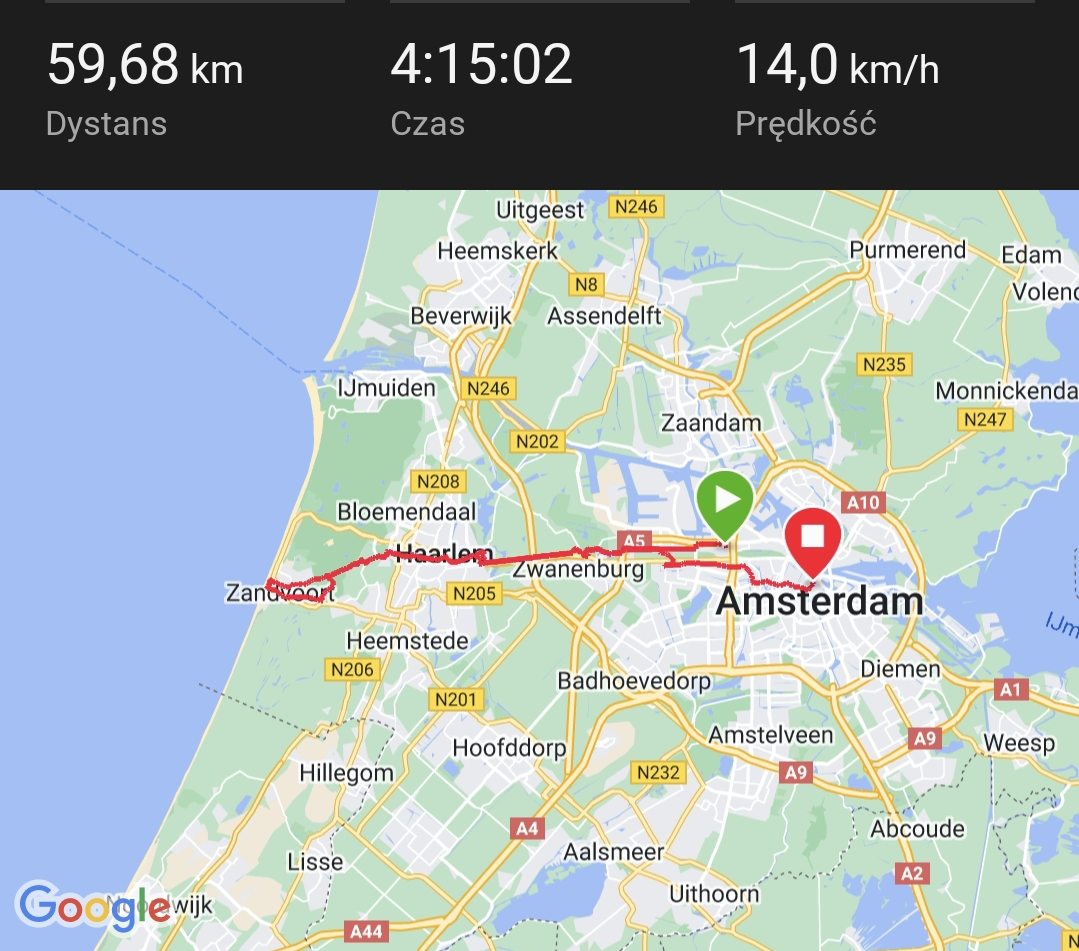 59,68 km 4:15:02 14,0 km/h
Dystans Czas Prędkość
Uitgeest N246
Heemskerk Purmerend Edam
N8 Volend
Beverwijk Assendelft
N235
IJmuiden N246 Monnickenda
Zaandam N247
N202
N208 A10
Bloemendaal
A5
Haarlem Zwanenburg
Zandvoort N205 Amsterdam
IJm
Heemstede
N206 Diemen
Badhoevedorp A1
N201
Amstelveen A9 Weesp
Hoofddorp
Hillegom N232 A9
A4 Abcoude
Lisse Aalsmeer
A2
Uithoorn
Google
A44